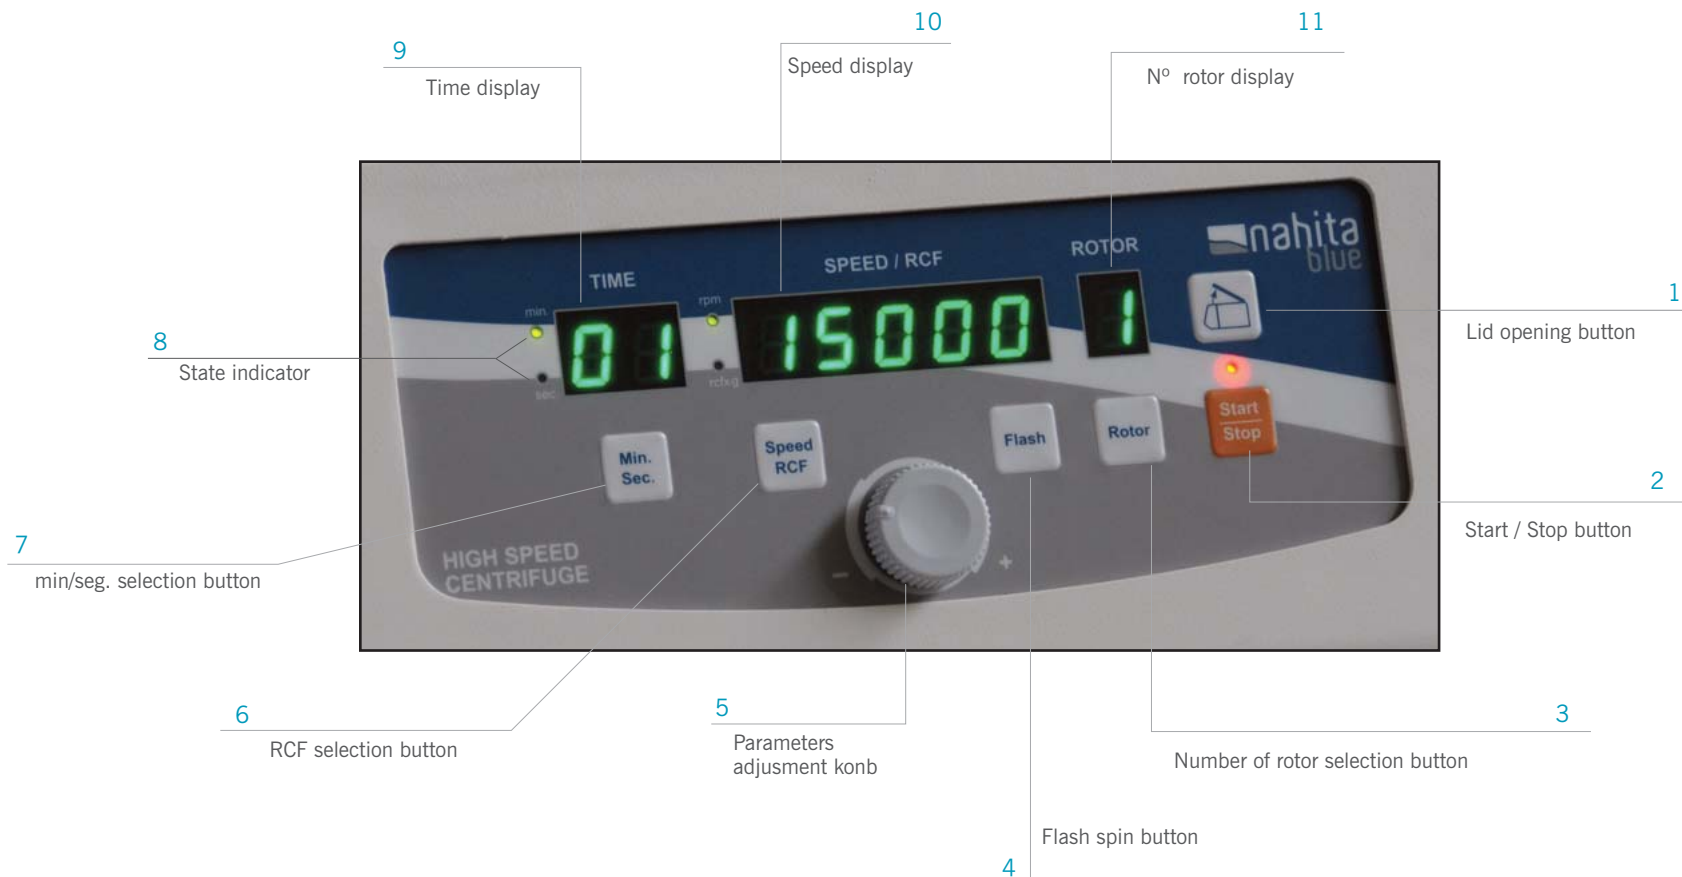 10
11
9
Speed display
Nº rotor display
Time display
nahita
blue
ROTOR
SPEED / RCF
TIME
1
rpm
min.
15000
1
01
Lid opening button
8
State indicator
rcfxg
sec
Start
Stop
Speed
RCF
Flash
Rotor
Min.
Sec.
2
Start / Stop button
7
min/seg. selection button
HIGH SPEED
CENTRIFUGE
- +
6
RCF selection button
5
Parameters
adjusment konb
3
Number of rotor selection button
Flash spin button
4